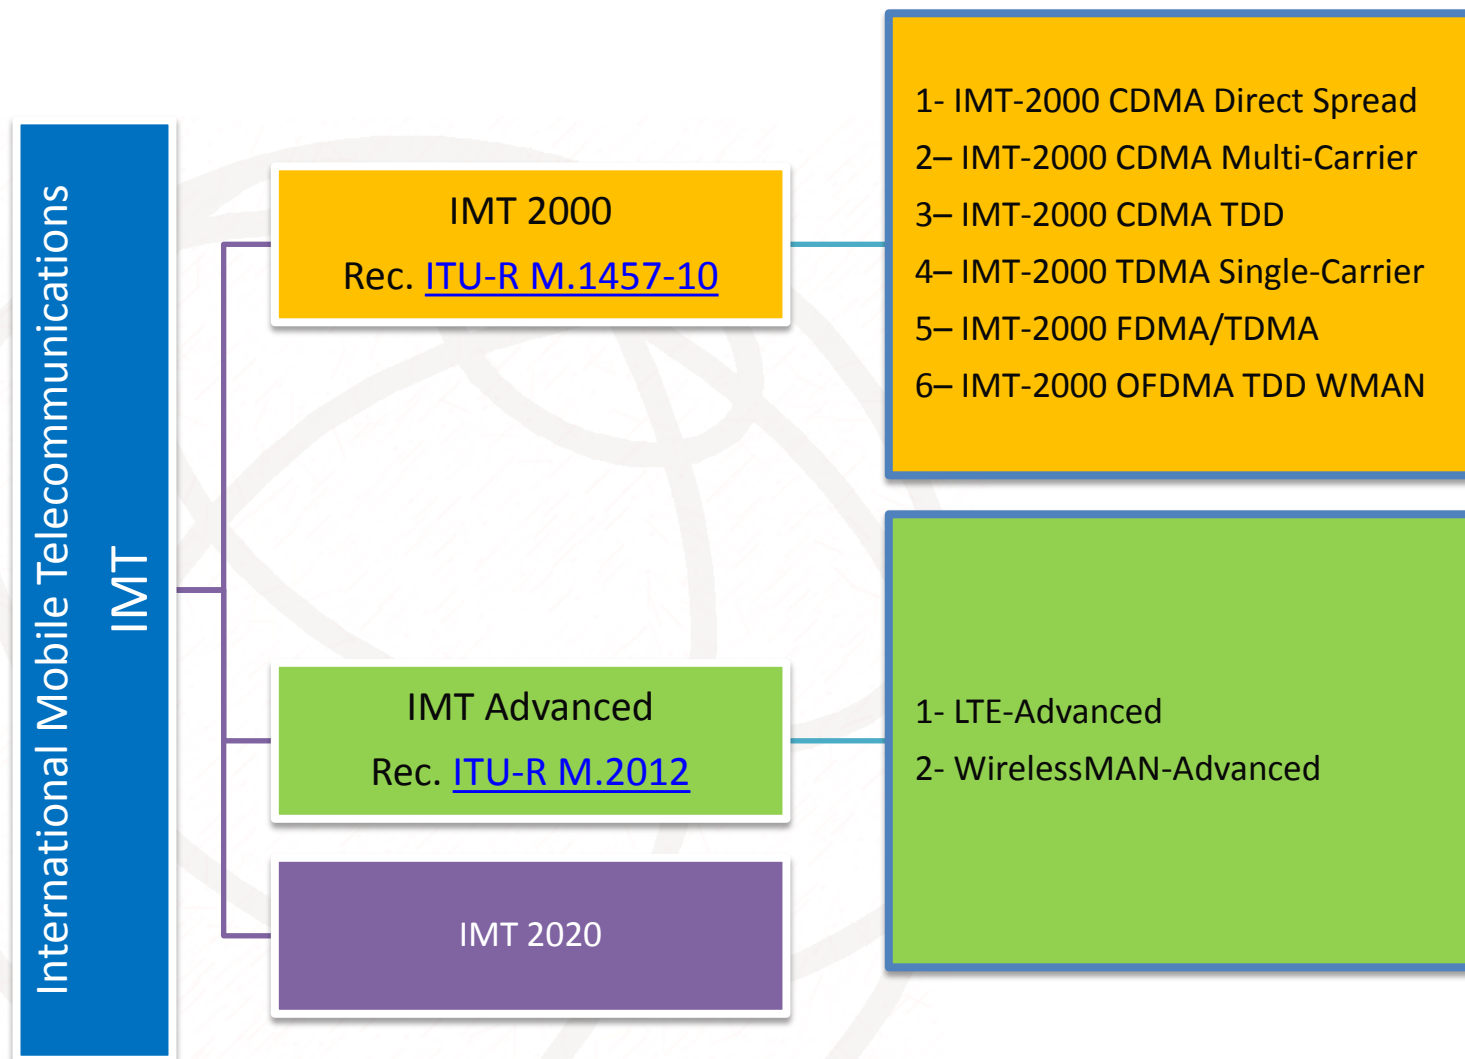 International Mobile Telecommunications
IMT
IMT 2000
Rec. ITU-R M.1457-10
1- IMT-2000 CDMA Direct Spread
2– IMT-2000 CDMA Multi-Carrier
3– IMT-2000 CDMA TDD
4– IMT-2000 TDMA Single-Carrier
5– IMT-2000 FDMA/TDMA
6– IMT-2000 OFDMA TDD WMAN
IMT Advanced
Rec. ITU-R M.2012
1- LTE-Advanced
2- WirelessMAN-Advanced
IMT 2020